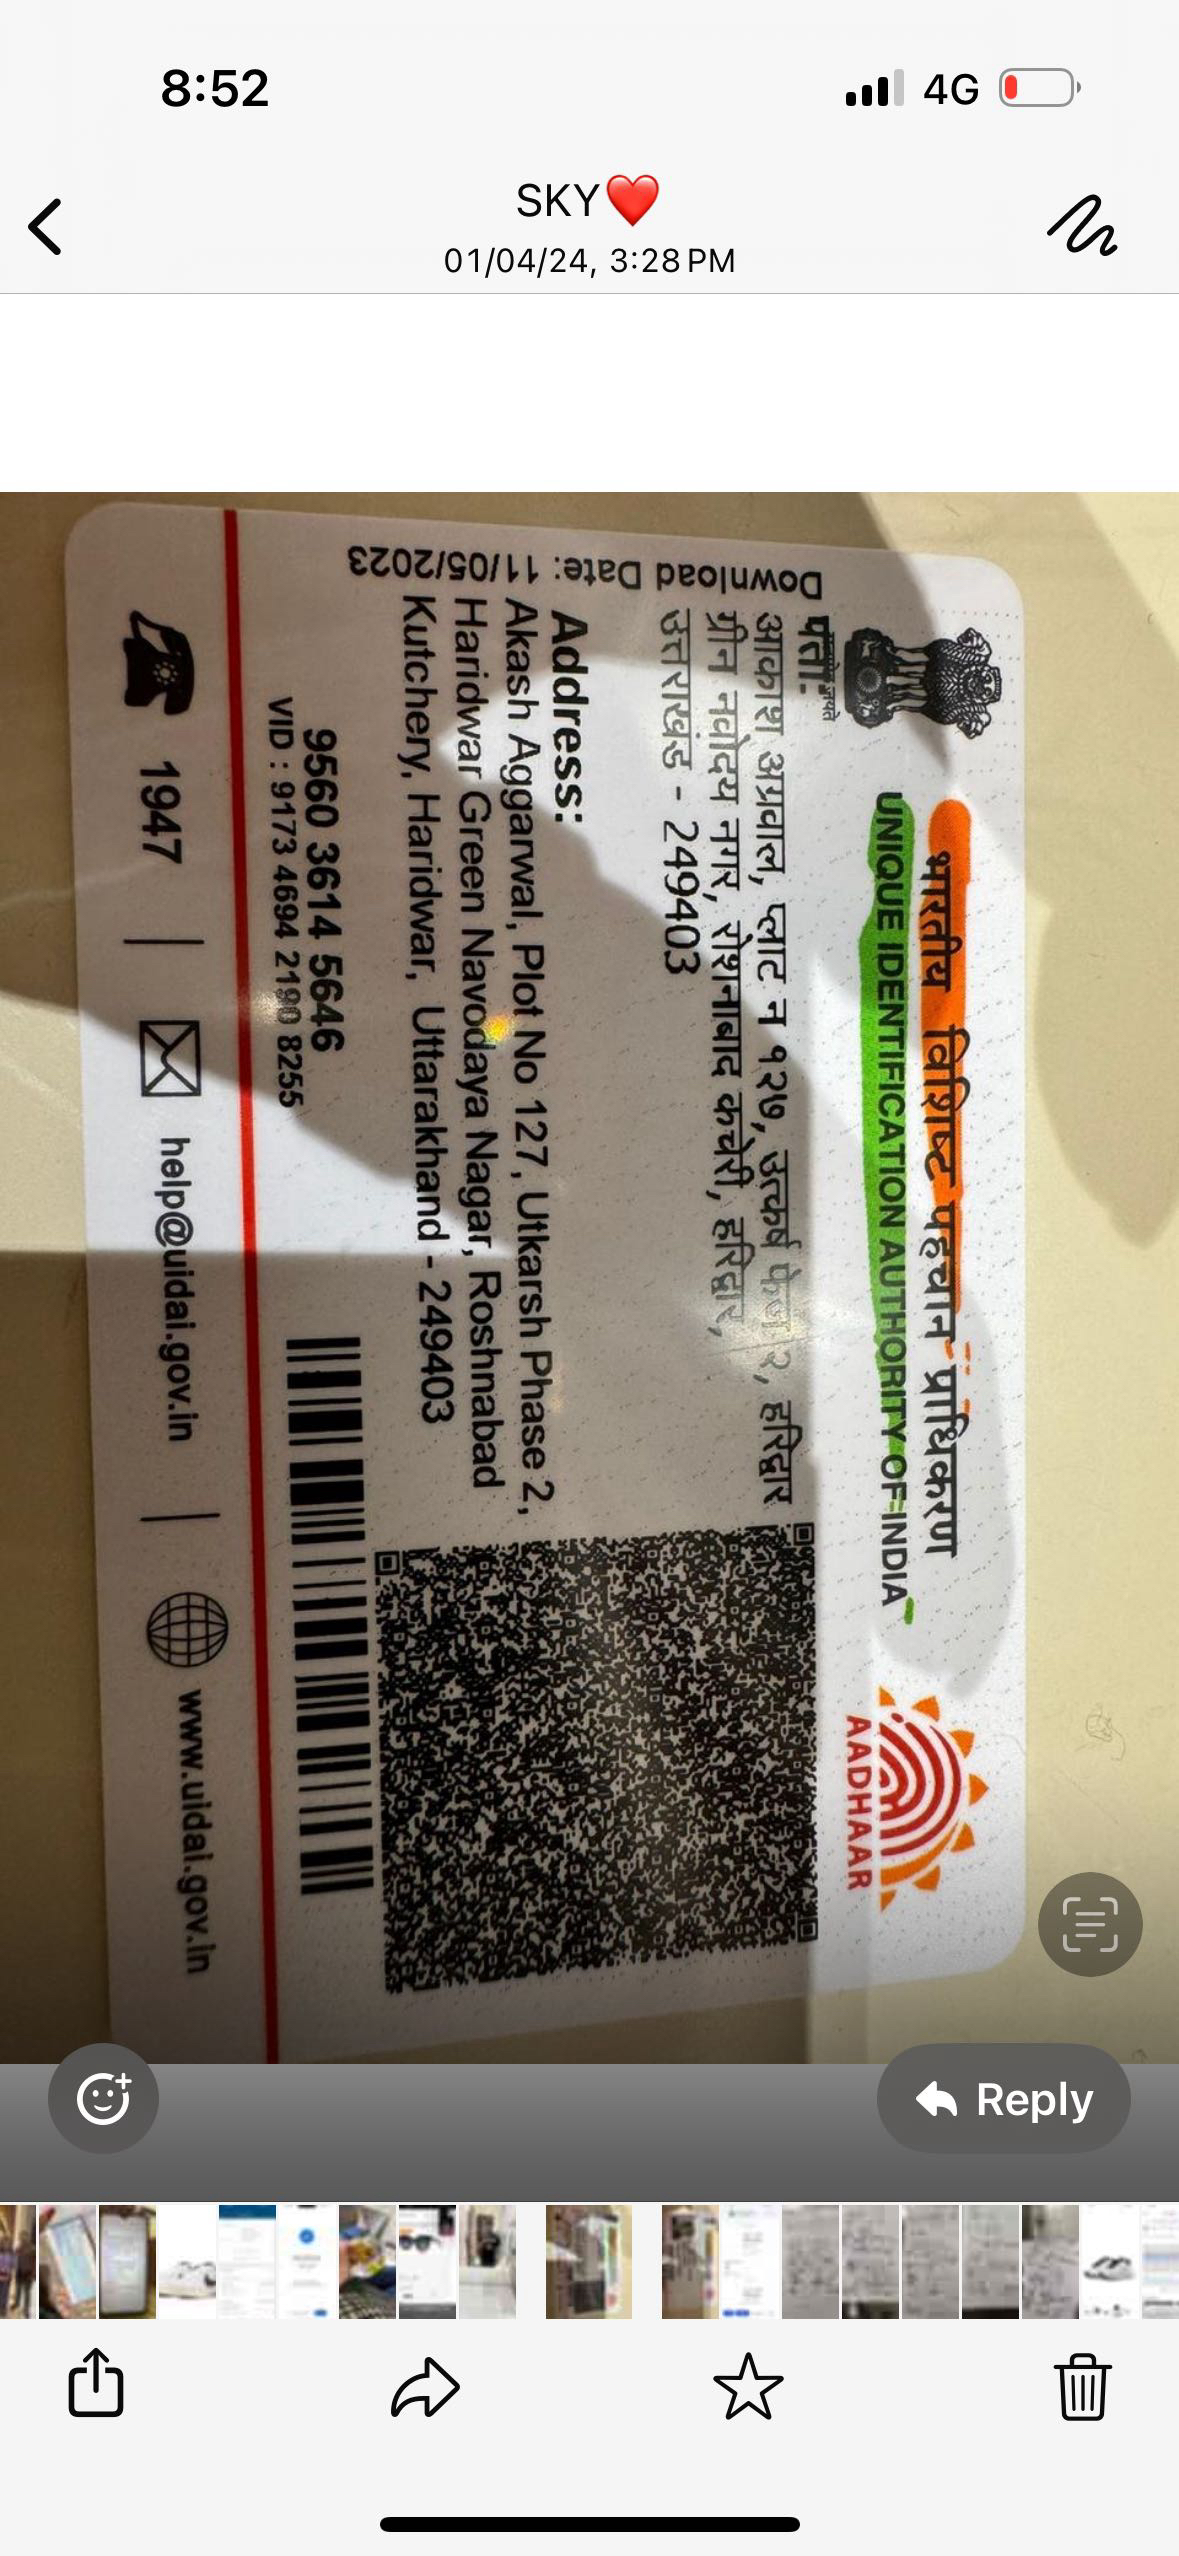 8:52
4G
SKY❤️
01/04/24, 3:28 PM
भारतीय विशिष्ट पहचान प्राधिकरण
UNIQUE IDENTIFICATION AUTHORITY OF INDIA
AADHAAR
Download Date: 11/05/2023
पता:
आकाश अग्रवाल, प्लाट न १२७, उत्कर्ष फेज २, हरिद्वार
ग्रीन नवोदय नगर, रोशनाबाद कचेरी, हरिद्वार,
उत्तराखंड - 249403
Address:
Akash Aggarwal, Plot No 127, Utkarsh Phase 2,
Haridwar Green Navodaya Nagar, Roshnabad
Kutchery, Haridwar, Uttarakhand - 249403
9560 3614 5646
VID : 9173 4694 8255
1947
help@uidai.gov.in
www.uidai.gov.in
Reply